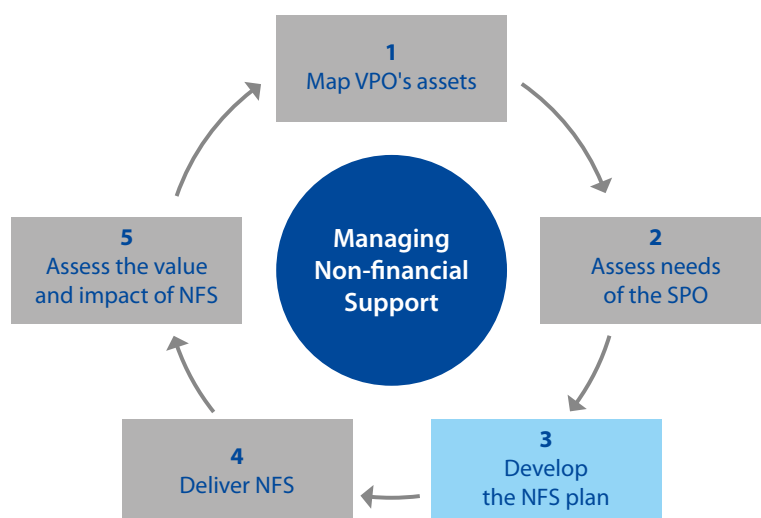 1
Map VPO's assets
2
Assess needs
of the SPO
3
Develop
the NFS plan
4
Deliver NFS
5
Assess the value
and impact of NFS
Managing
Non-financial
Support